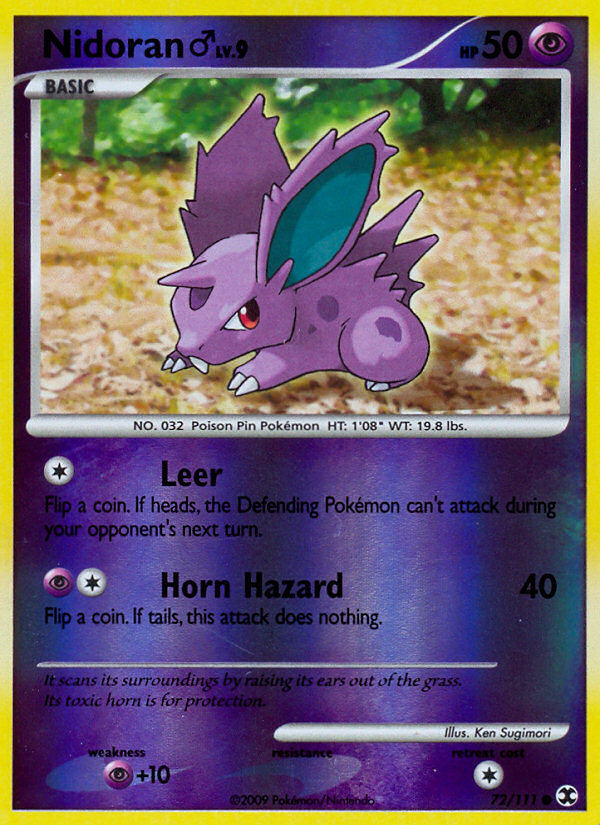 Nidoran♂ LV.9 HP 50
BASIC
NO. 032 Poison Pin Pokémon HT: 1'08" WT: 19.8 lbs.
Leer
Flip a coin. If heads, the Defending Pokémon can't attack during
your opponent's next turn.
Horn Hazard 40
Flip a coin. If tails, this attack does nothing.
It scans its surroundings by raising its ears out of the grass.
Its toxic horn is for protection.
Illus. Ken Sugimori
weakness resistance retreat cost
+10
©2009 Pokémon/Nintendo 72/111